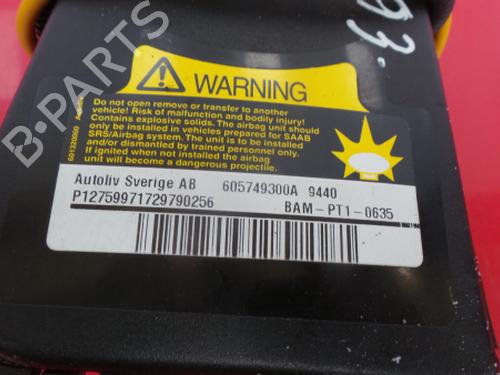 93.
B-PARTS
WARNING
Do not open remove or transfer to another
vehicle! Risk of malfunction and bodily injury!
Contains explosive solids. The airbag unit should
only be installed in vehicles prepared for SAAB
SRS/Airbag system. The unit is to be installed
and/or dismantled by trained personnel only.
If ignited when not installed the airbag
unit will become a dangerous projectile.
601320000
Autoliv Sverige AB 605749300A 9440
P12759971729790256 BAM-PT1-0635